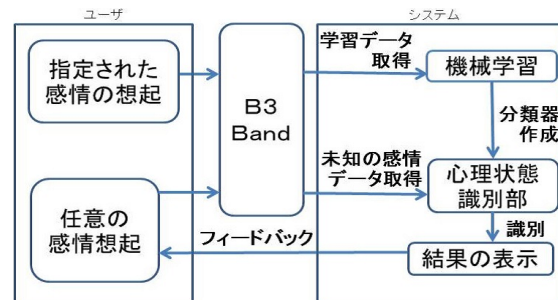 ユーザ
システム
指定された
感情の想起
B3
Band
学習データ
取得
機械学習
分類器
作成
未知の感情
データ取得
心理状態
識別部
任意の
感情想起
識別
フィードバック
結果の表示